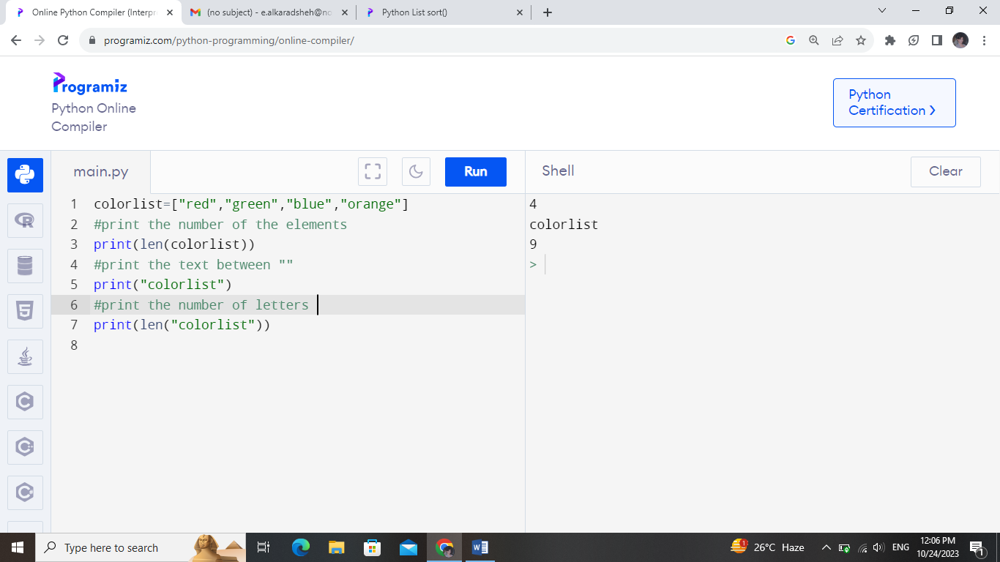 Online Python Compiler (Interpr
(no subject) - e.alkaradsheh@no
Python List sort()
programiz.com/python-programming/online-compiler/
Programiz
Python Online
Compiler
Python
Certification
main.py
Run
Shell
Clear
1 colorlist=["red","green","blue","orange"]
2 #print the number of the elements
3 print(len(colorlist))
4 #print the text between ""
5 print("colorlist")
6 #print the number of letters
7 print(len("colorlist"))
8
4
colorlist
9
>
Type here to search
1
26°C Haze
ENG
12:06 PM
10/24/2023
1